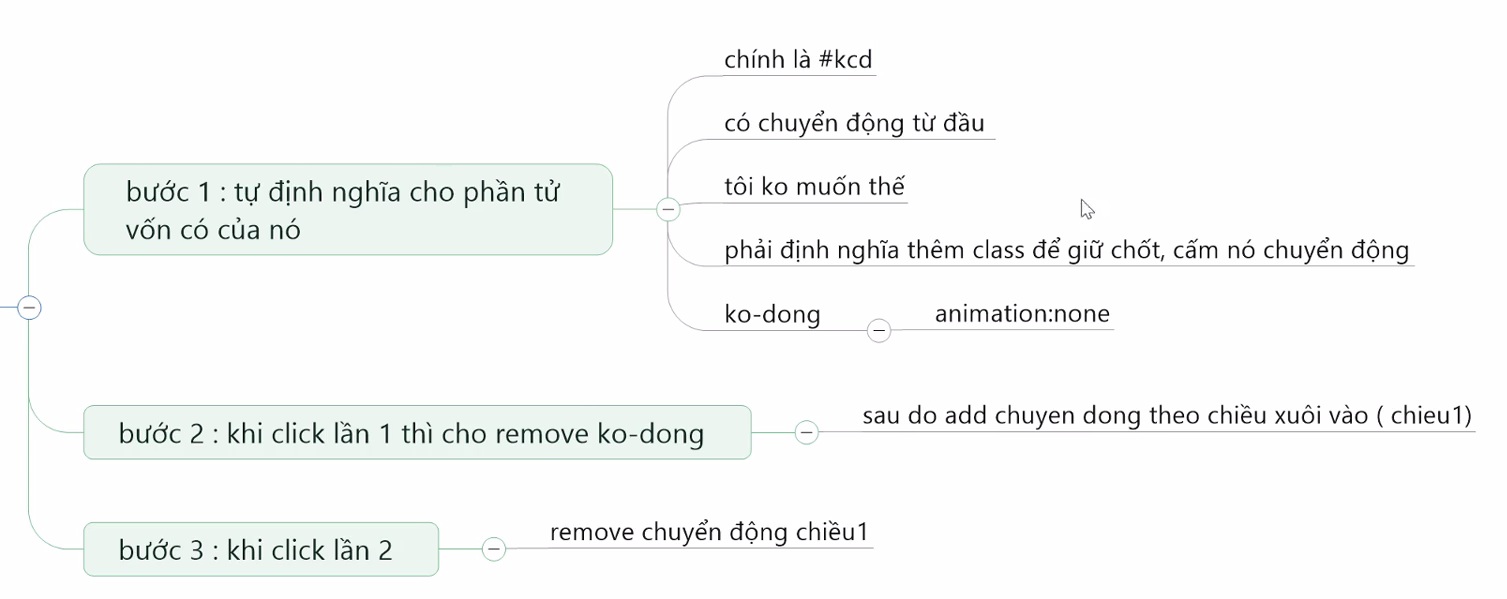 chính là #kcd
có chuyển động từ đầu
bước 1 : tự định nghĩa cho phần tử
vốn có của nó
tôi ko muốn thế
phải định nghĩa thêm class để giữ chốt, cấm nó chuyển động
ko-dong
animation:none
bước 2 : khi click lần 1 thì cho remove ko-dong
sau do add chuyen dong theo chiều xuôi vào ( chieu1)
bước 3 : khi click lần 2
remove chuyển động chiều1